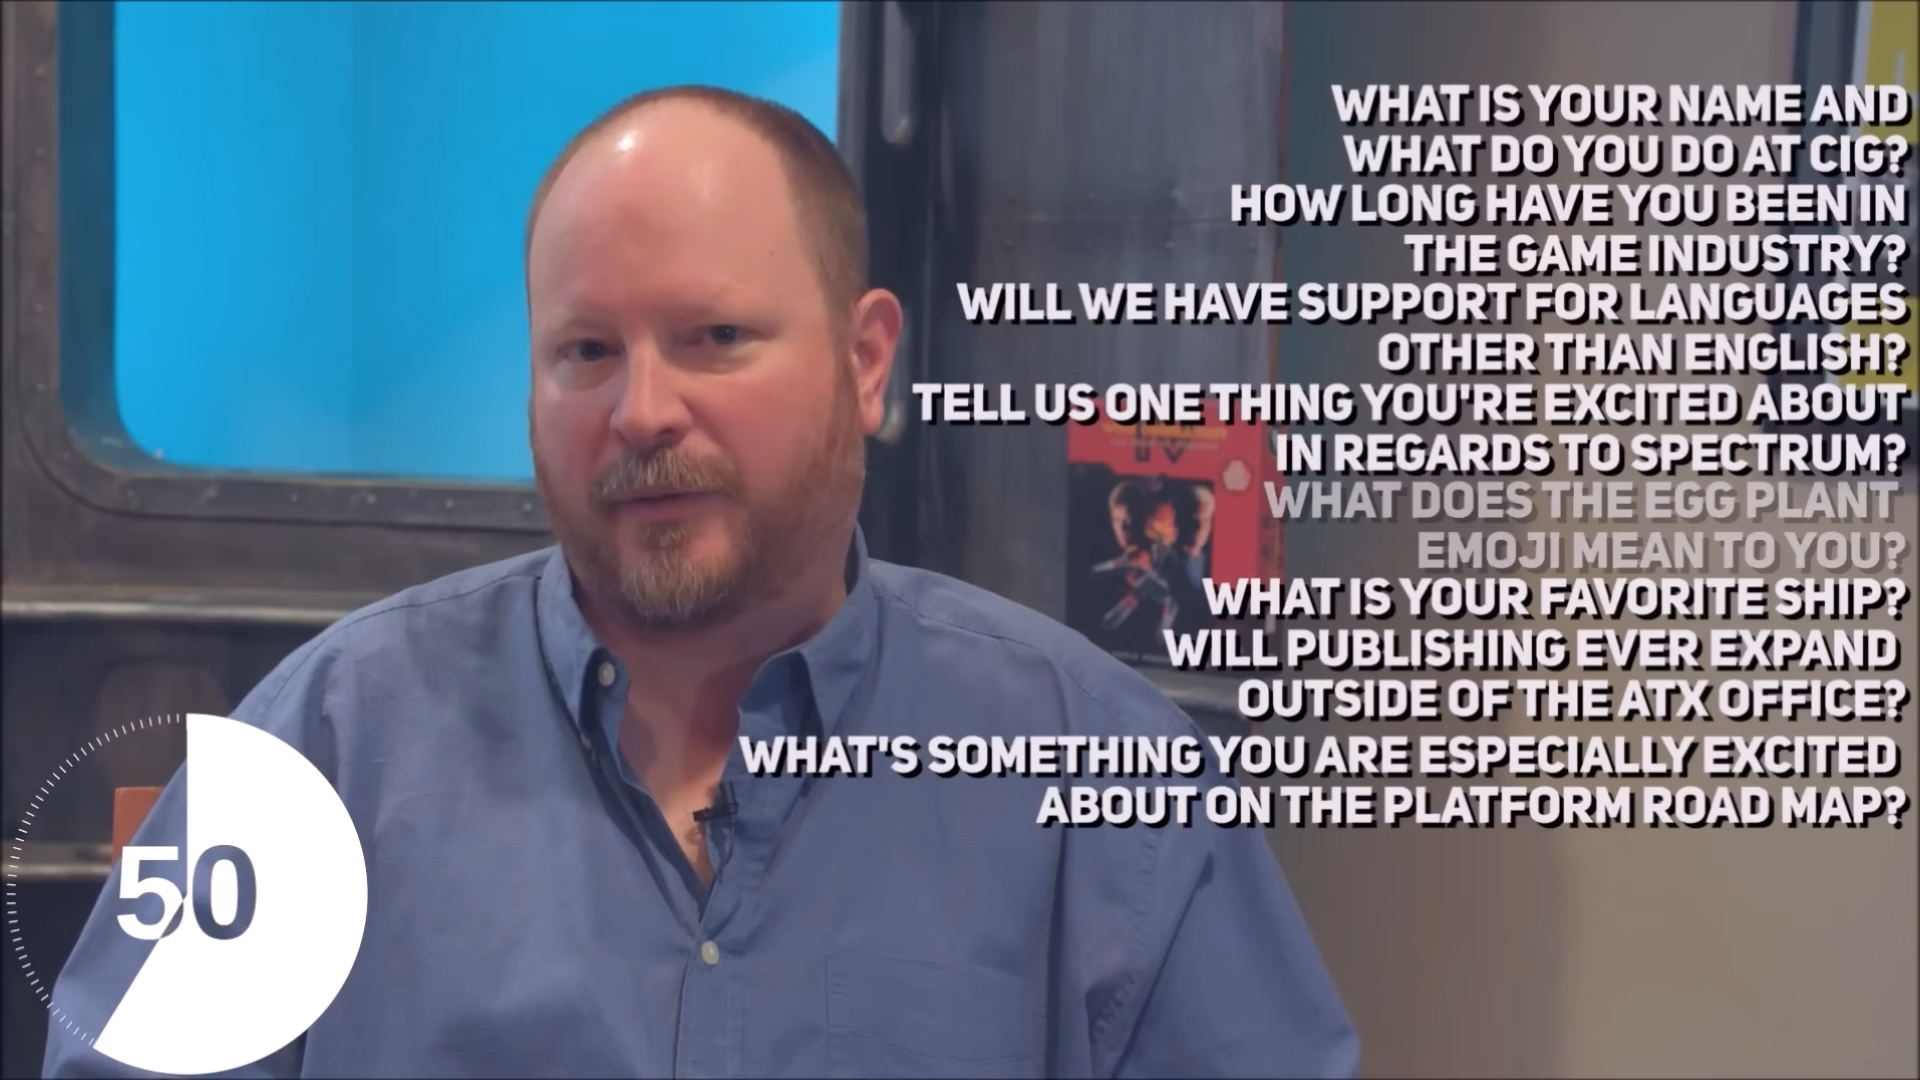 WHAT IS YOUR NAME AND
WHAT DO YOU DO AT CIG?
HOW LONG HAVE YOU BEEN IN
THE GAME INDUSTRY?
WILL WE HAVE SUPPORT FOR LANGUAGES
OTHER THAN ENGLISH?
TELL US ONE THING YOU'RE EXCITED ABOUT
IN REGARDS TO SPECTRUM?
WHAT DOES THE EGG PLANT
EMOJI MEAN TO YOU?
WHAT IS YOUR FAVORITE SHIP?
WILL PUBLISHING EVER EXPAND
OUTSIDE OF THE ATX OFFICE?
WHAT'S SOMETHING YOU ARE ESPECIALLY EXCITED
ABOUT ON THE PLATFORM ROAD MAP?
50